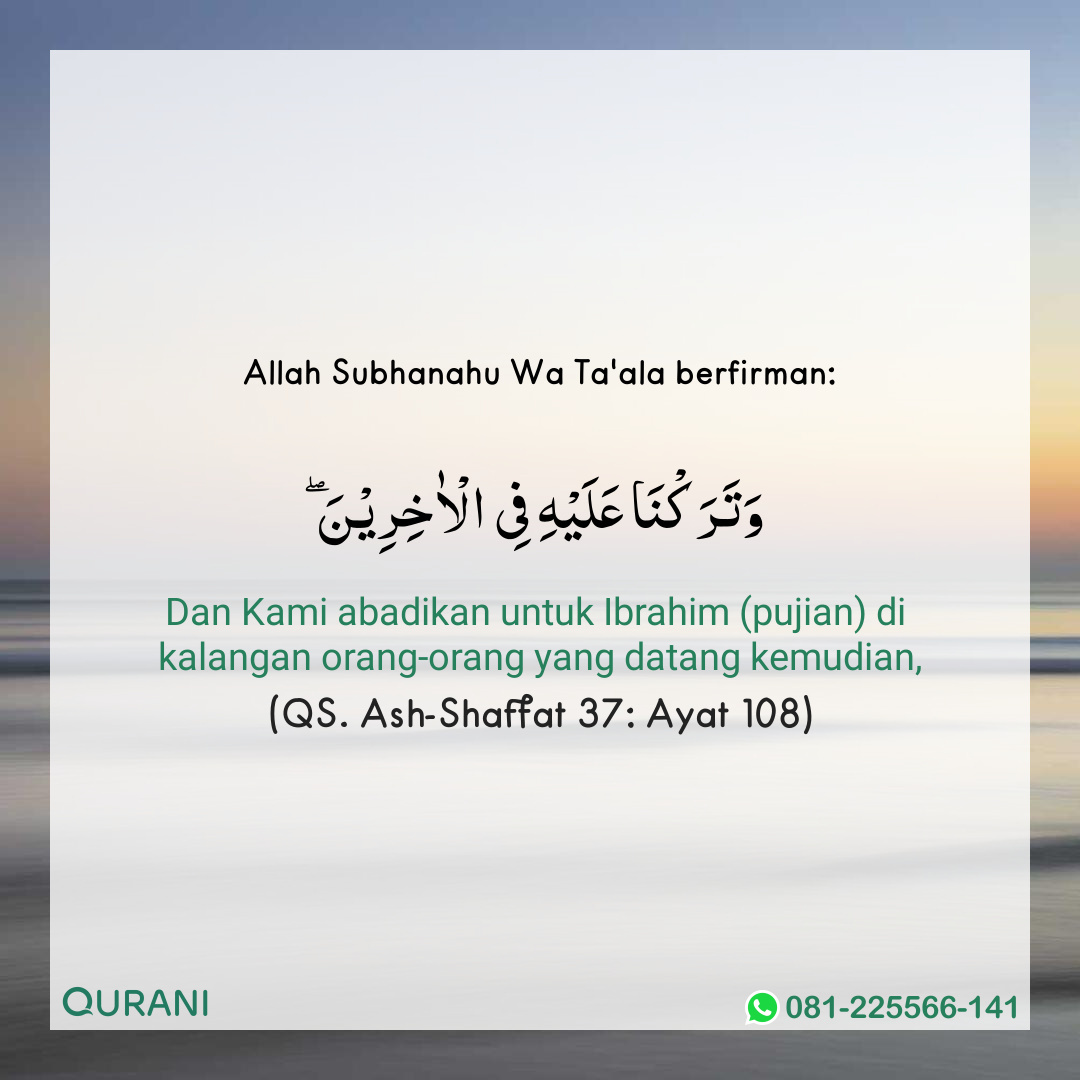 Allah Subhanahu Wa Ta'ala berfirman:
وَتَرَكْنَا عَلَيْهِ فِى الْاٰخِرِيْنَ ۖ
Dan Kami abadikan untuk Ibrahim (pujian) di
kalangan orang-orang yang datang kemudian,
(QS. Ash-Shaffat 37: Ayat 108)
QURANI
081-225566-141